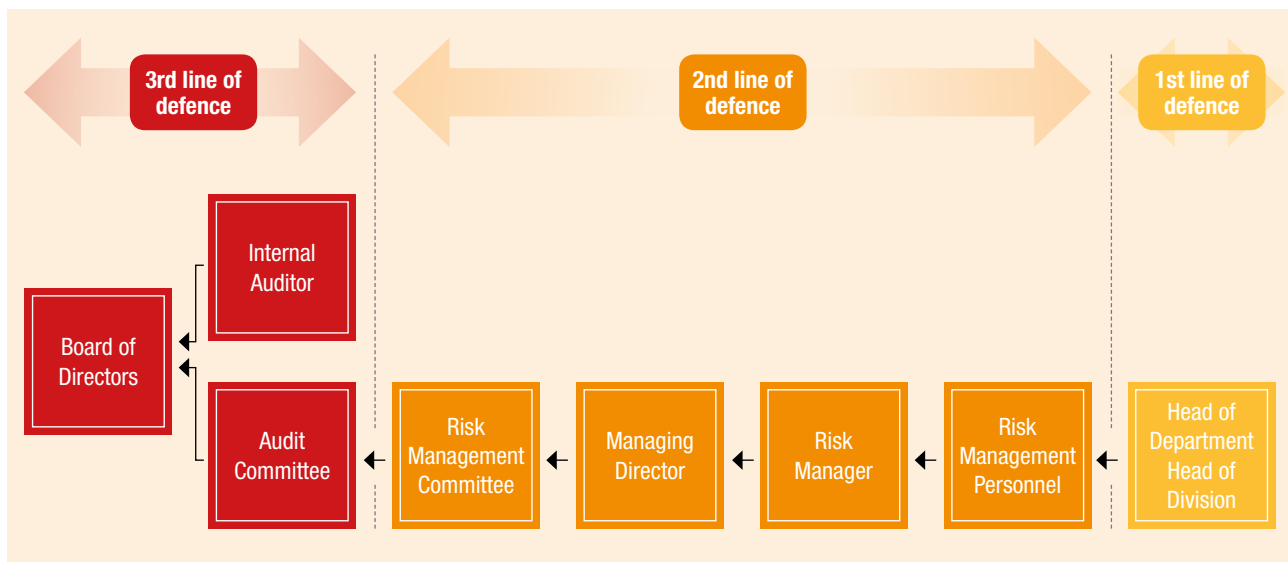 3rd line of
defence
2nd line of
defence
1st line of
defence
Internal
Auditor
Board of
Directors
Audit
Committee
Risk
Management
Committee
Managing
Director
Risk
Manager
Risk
Management
Personnel
Head of
Department
Head of
Division